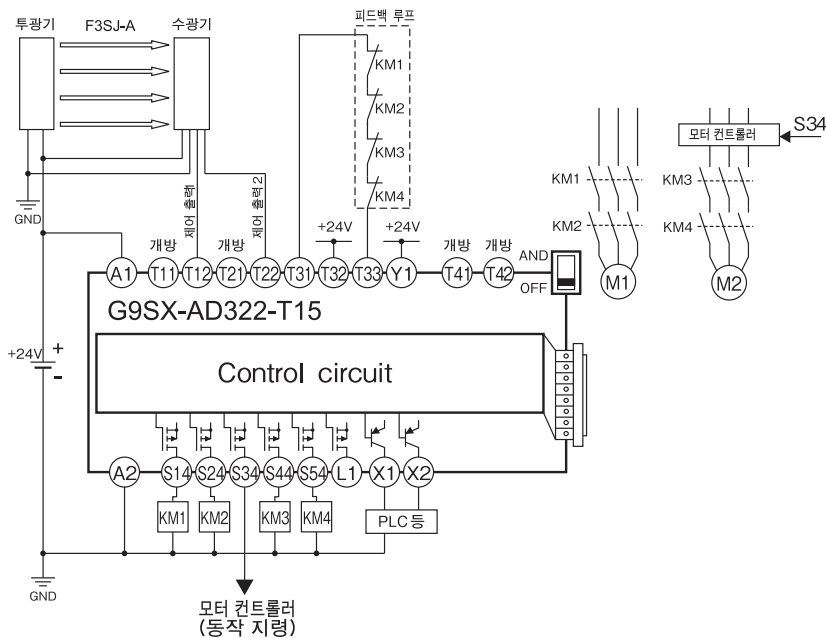 투광기 F3SJ-A 수광기
피드백 루프
KM1
KM2
KM3
KM4
S34
모터 컨트롤러
KM1
KM2
KM3
KM4
M1
M2
GND
제어 출력1
제어 출력2
+24V
+24V
개방 개방 개방 개방
A1 T11 T12 T21 T22 T31 T32 T33 Y1 T41 T42
AND
OFF
G9SX-AD322-T15
Control circuit
+24V
+
-
A2 S14 S24 S34 S44 S54 L1 X1 X2
KM1 KM2 KM3 KM4 PLC등
GND
모터 컨트롤러
(동작 지령)